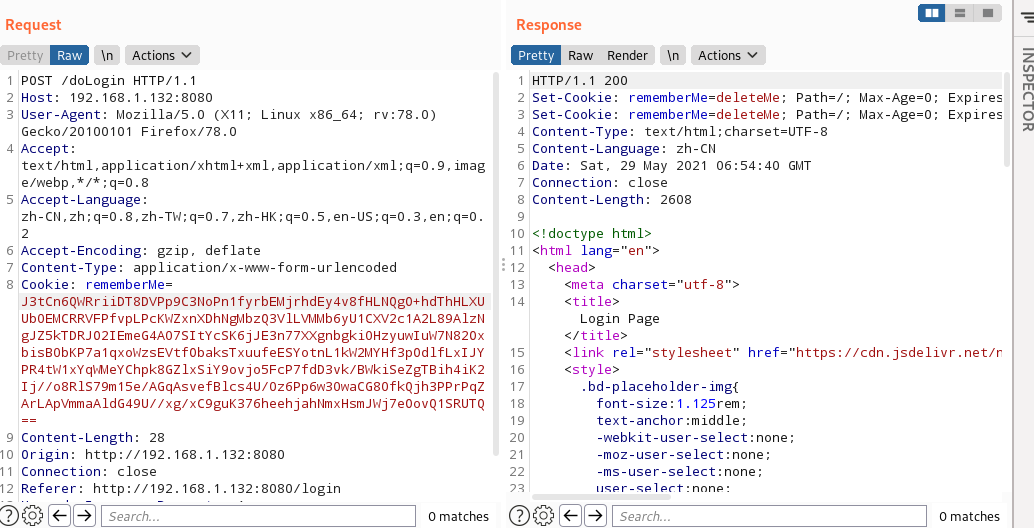 Request
Pretty Raw \n Actions
1 POST /doLogin HTTP/1.1
2 Host: 192.168.1.132:8080
3 User-Agent: Mozilla/5.0 (X11; Linux x86_64; rv:78.0)
Gecko/20100101 Firefox/78.0
4 Accept:
text/html,application/xhtml+xml,application/xml;q=0.9,imag
e/webp,*/*;q=0.8
5 Accept-Language:
zh-CN,zh;q=0.8,zh-TW;q=0.7,zh-HK;q=0.5,en-US;q=0.3,en;q=0.
2
6 Accept-Encoding: gzip, deflate
7 Content-Type: application/x-www-form-urlencoded
8 Cookie: rememberMe=
J3tCn6QWRriiDT8DVPp9C3NoPn1fyrbEMjrhdEy4v8fHLNQgO+hdThHLXU
UbOEMCRRVFPfvpLPcKWZxnXDhNgMbzQ3VlLVMMb6yU1CXV2c1A2L89AlzN
gJZ5kTDRJO2IEmeG4A07SItYcSK6jJE3n77XXgnbgkiOHzyuwIuW7N820x
bisBObKP7a1qxoWzsEVtfObaksTxuufeESYotnL1kW2MYHf3pOdlfLxIJY
PR4tW1xYqWMeYChpk8GZlxSiY9ovjo5FcP7fdD3vk/BWkiSeZgTBih4iK2
Ij//o8RlS79m15e/AGqAsvefBlcs4U/Oz6Pp6w3OwaCG8OfkQjh3PPrPqZ
ArLApVmmaAldG49U//xg/xC9guK376heehjahNmxHsmJWj7eOovQ1SRUTQ
==
9 Content-Length: 28
10 Origin: http://192.168.1.132:8080
11 Connection: close
12 Referer: http://192.168.1.132:8080/login
Search... 0 matches
Response
Pretty Raw Render \n Actions
1 HTTP/1.1 200
2 Set-Cookie: rememberMe=deleteMe; Path=/; Max-Age=0; Expires
3 Set-Cookie: rememberMe=deleteMe; Path=/; Max-Age=0; Expires
4 Content-Type: text/html;charset=UTF-8
5 Content-Language: zh-CN
6 Date: Sat, 29 May 2021 06:54:40 GMT
7 Connection: close
8 Content-Length: 2608
9
10 <!doctype html>
11 <html lang="en">
12 <head>
13 <meta charset="utf-8">
14 <title>
Login Page
</title>
15 <link rel="stylesheet" href="https://cdn.jsdelivr.net/n
16 <style>
17 .bd-placeholder-img{
18 font-size:1.125rem;
19 text-anchor:middle;
20 -webkit-user-select:none;
21 -moz-user-select:none;
22 -ms-user-select:none;
23 user-select:none;
Search... 0 matches
INSPECTOR